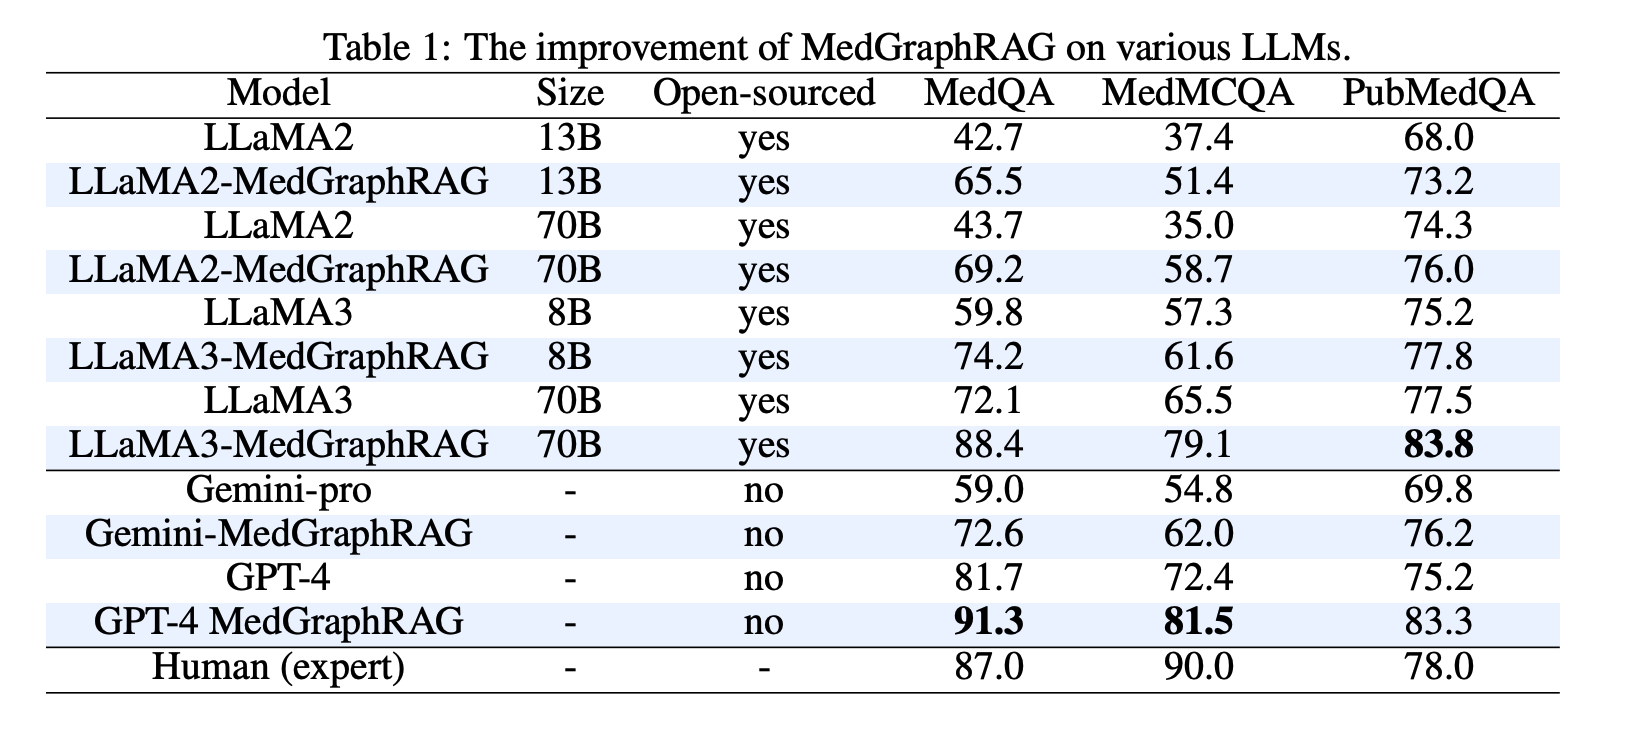 Table 1: The improvement of MedGraphRAG on various LLMs.
Model Size Open-sourced MedQA MedMCQA PubMedQA
LLaMA2 13B yes 42.7 37.4 68.0
LLaMA2-MedGraphRAG 13B yes 65.5 51.4 73.2
LLaMA2 70B yes 43.7 35.0 74.3
LLaMA2-MedGraphRAG 70B yes 69.2 58.7 76.0
LLaMA3 8B yes 59.8 57.3 75.2
LLaMA3-MedGraphRAG 8B yes 74.2 61.6 77.8
LLaMA3 70B yes 72.1 65.5 77.5
LLaMA3-MedGraphRAG 70B yes 88.4 79.1 83.8
Gemini-pro - no 59.0 54.8 69.8
Gemini-MedGraphRAG - no 72.6 62.0 76.2
GPT-4 - no 81.7 72.4 75.2
GPT-4 MedGraphRAG - no 91.3 81.5 83.3
Human (expert) - - 87.0 90.0 78.0